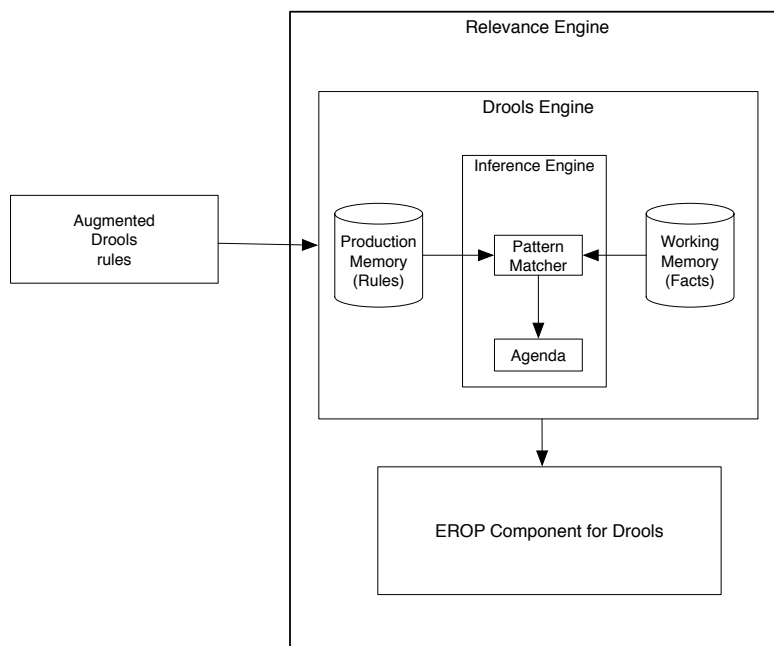 Relevance Engine
Drools Engine
Inference Engine
Augmented
Drools
rules
Production
Memory
(Rules)
Pattern
Matcher
Working
Memory
(Facts)
Agenda
EROP Component for Drools